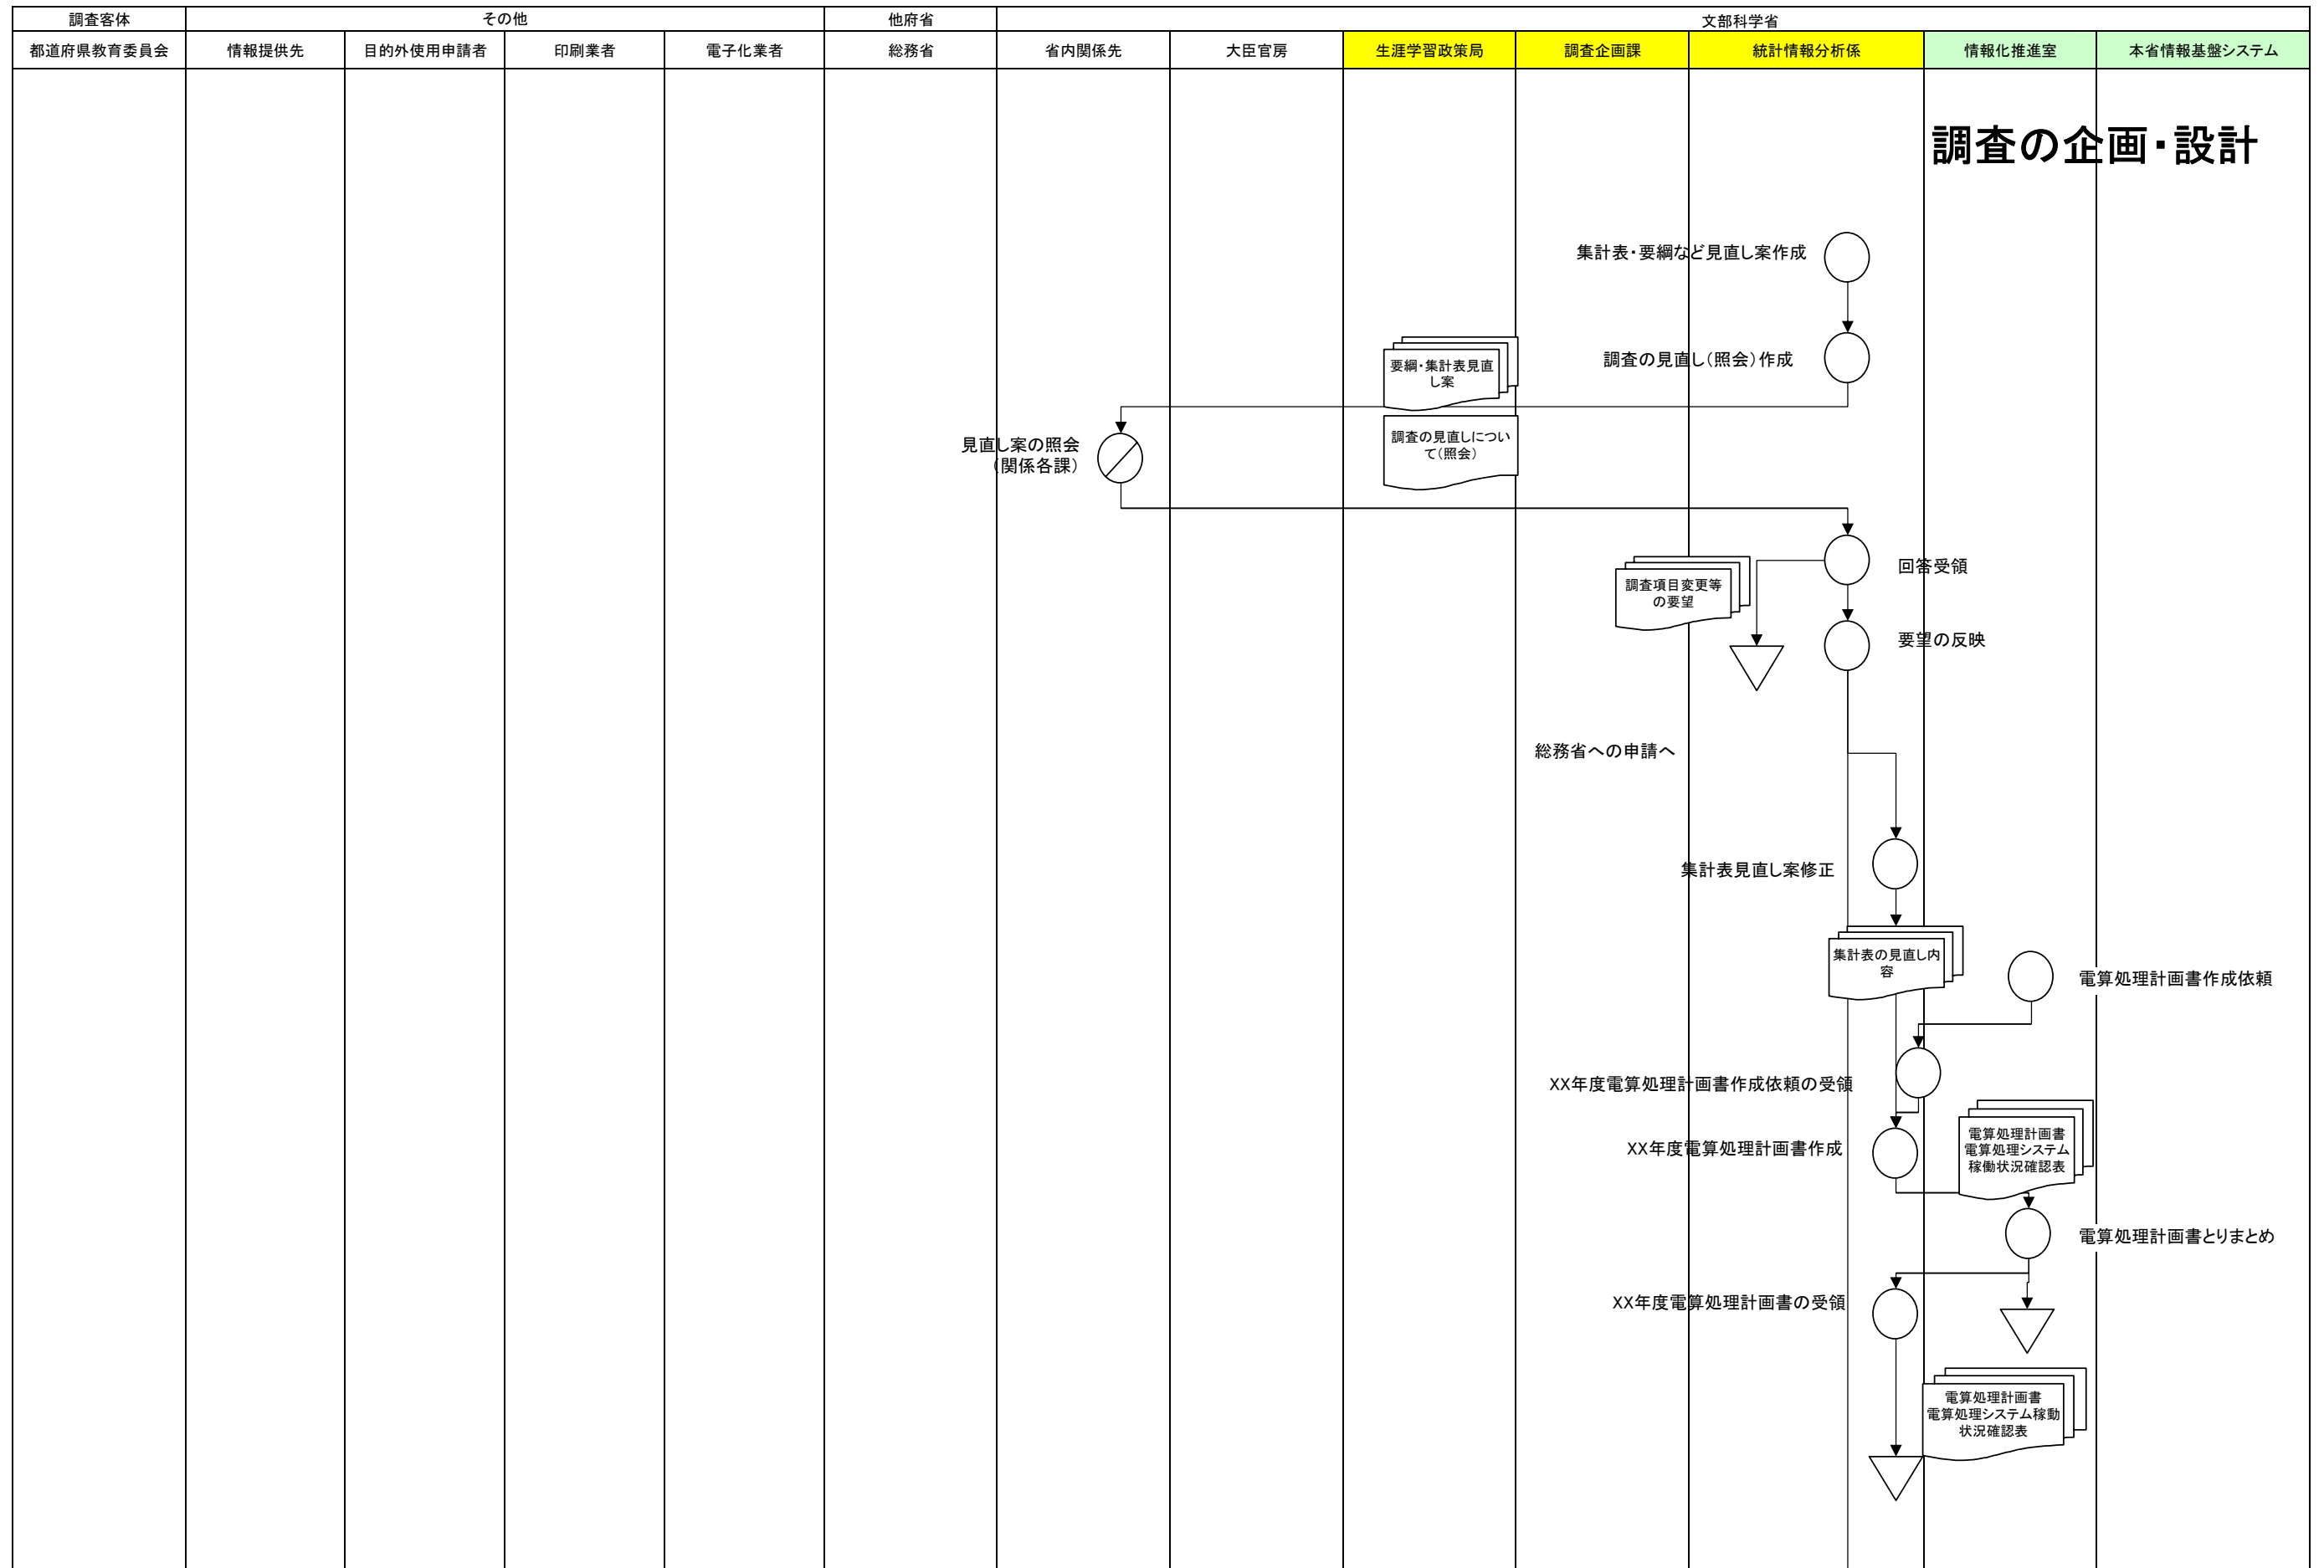 調査客体
その他
他府省
文部科学省
都道府県教育委員会
情報提供先
目的外使用申請者
印刷業者
電子化業者
総務省
省内関係先
大臣官房
生涯学習政策局
調査企画課
統計情報分析係
情報化推進室
本省情報基盤システム
調査の企画・設計
集計表・要綱など見直し案作成
要綱・集計表見直
し案
調査の見直し（照会）作成
調査の見直しについ
て（照会）
見直し案の照会
（関係各課）
回答受領
調査項目変更等
の要望
要望の反映
総務省への申請へ
集計表見直し案修正
集計表の見直し内
容
電算処理計画書作成依頼
XX年度電算処理計画書作成依頼の受領
電算処理計画書
電算処理システム
稼働状況確認表
XX年度電算処理計画書作成
電算処理計画書とりまとめ
XX年度電算処理計画書の受領
電算処理計画書
電算処理システム稼動
状況確認表